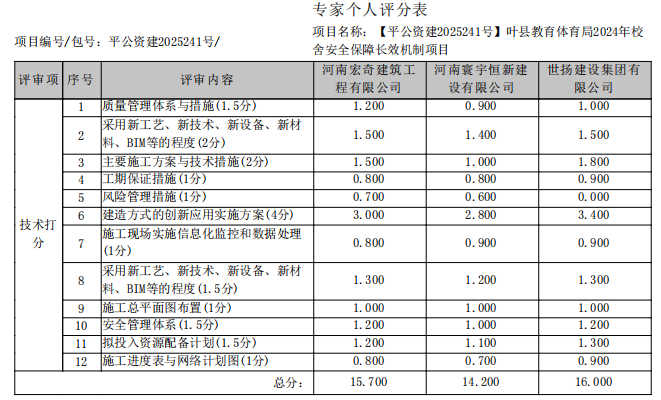 专家个人评分表
项目编号/包号：平公资建2025241号/
项目名称：【平公资建2025241号】叶县教育体育局2024年校
舍安全保障长效机制项目
评审项 序号 评审内容 河南宏奇建筑工程有限公司 河南寰宇恒新建设有限公司 世扬建设集团有限公司
技术打分
1 质量管理体系与措施(1.5分) 1.200 0.900 1.000
2 采用新工艺、新技术、新设备、新材料、BIM等的程度(2分) 1.500 1.400 1.500
3 主要施工方案与技术措施(2分) 1.500 1.000 1.800
4 工期保证措施(1分) 0.800 0.800 0.900
5 风险管理措施(1分) 0.700 0.600 0.000
6 建造方式的创新应用实施方案(4分) 3.000 2.800 3.400
7 施工现场实施信息化监控和数据处理(1分) 0.800 0.900 0.900
8 采用新工艺、新技术、新设备、新材料、BIM等的程度(1.5分) 1.300 1.200 1.300
9 施工总平面图布置(1分) 1.000 1.000 1.000
10 安全管理体系(1.5分) 1.200 1.000 1.200
11 拟投入资源配备计划(1.5分) 1.200 1.100 1.300
12 施工进度表与网络计划图(1分) 0.800 0.700 0.900
总分： 15.700 14.200 16.000